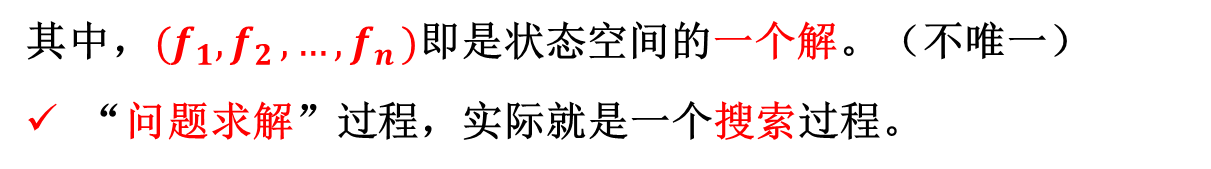 其中，(f₁,f₂,…,fₙ)即是状态空间的一个解。（不唯一）
✓ “问题求解”过程，实际就是一个搜索过程。